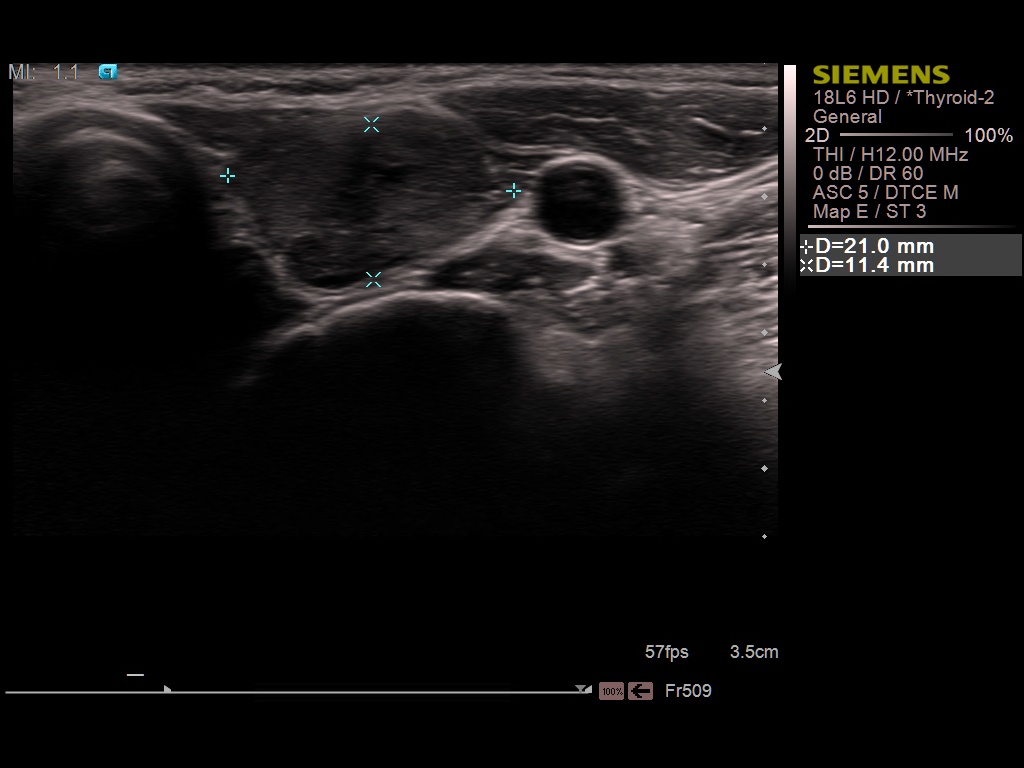 MI: 1.1
SIEMENS
18L6 HD / *Thyroid-2
General
2D 100%
THI / H12.00 MHz
0 dB / DR 60
ASC 5 / DTCE M
Map E / ST 3
D=21.0 mm
D=11.4 mm
57fps 3.5cm
100% Fr509